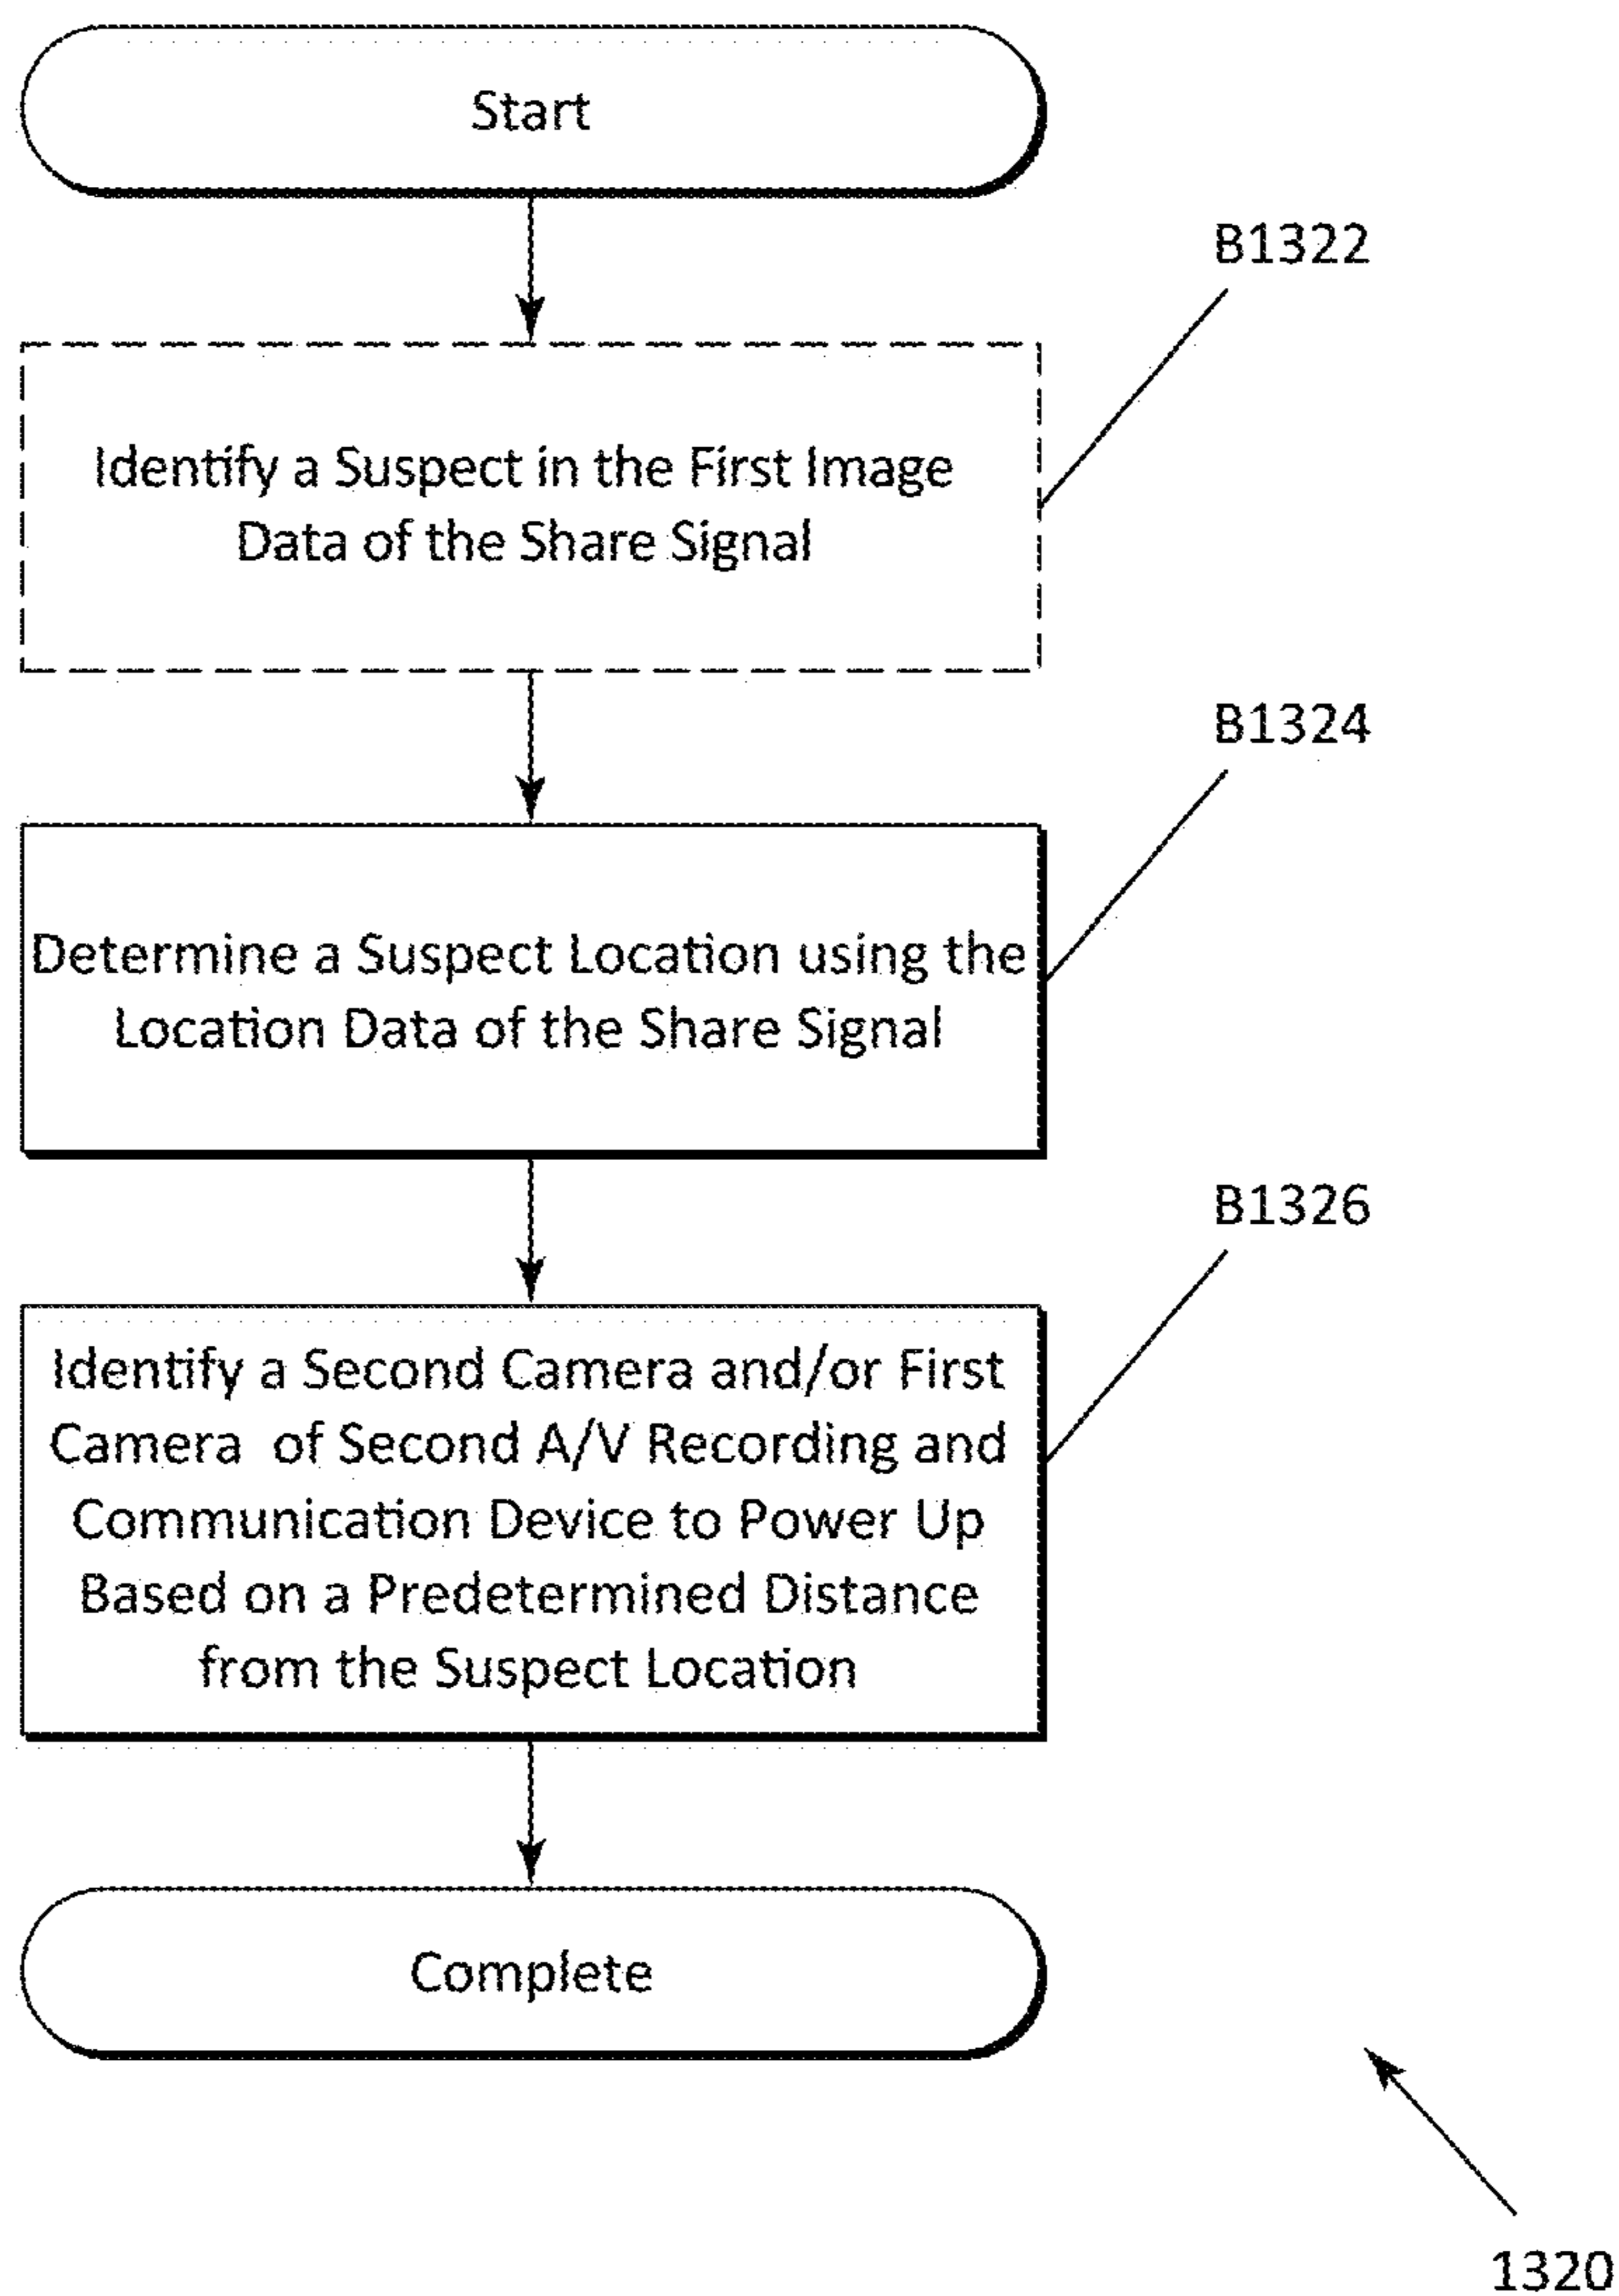 Start
B1322
Identify a Suspect in the First Image
Data of the Share Signal
B1324
Determine a Suspect Location using the
Location Data of the Share Signal
B1326
Identify a Second Camera and/or First
Camera of Second A/V Recording and
Communication Device to Power Up
Based on a Predetermined Distance
from the Suspect Location
Complete
1320